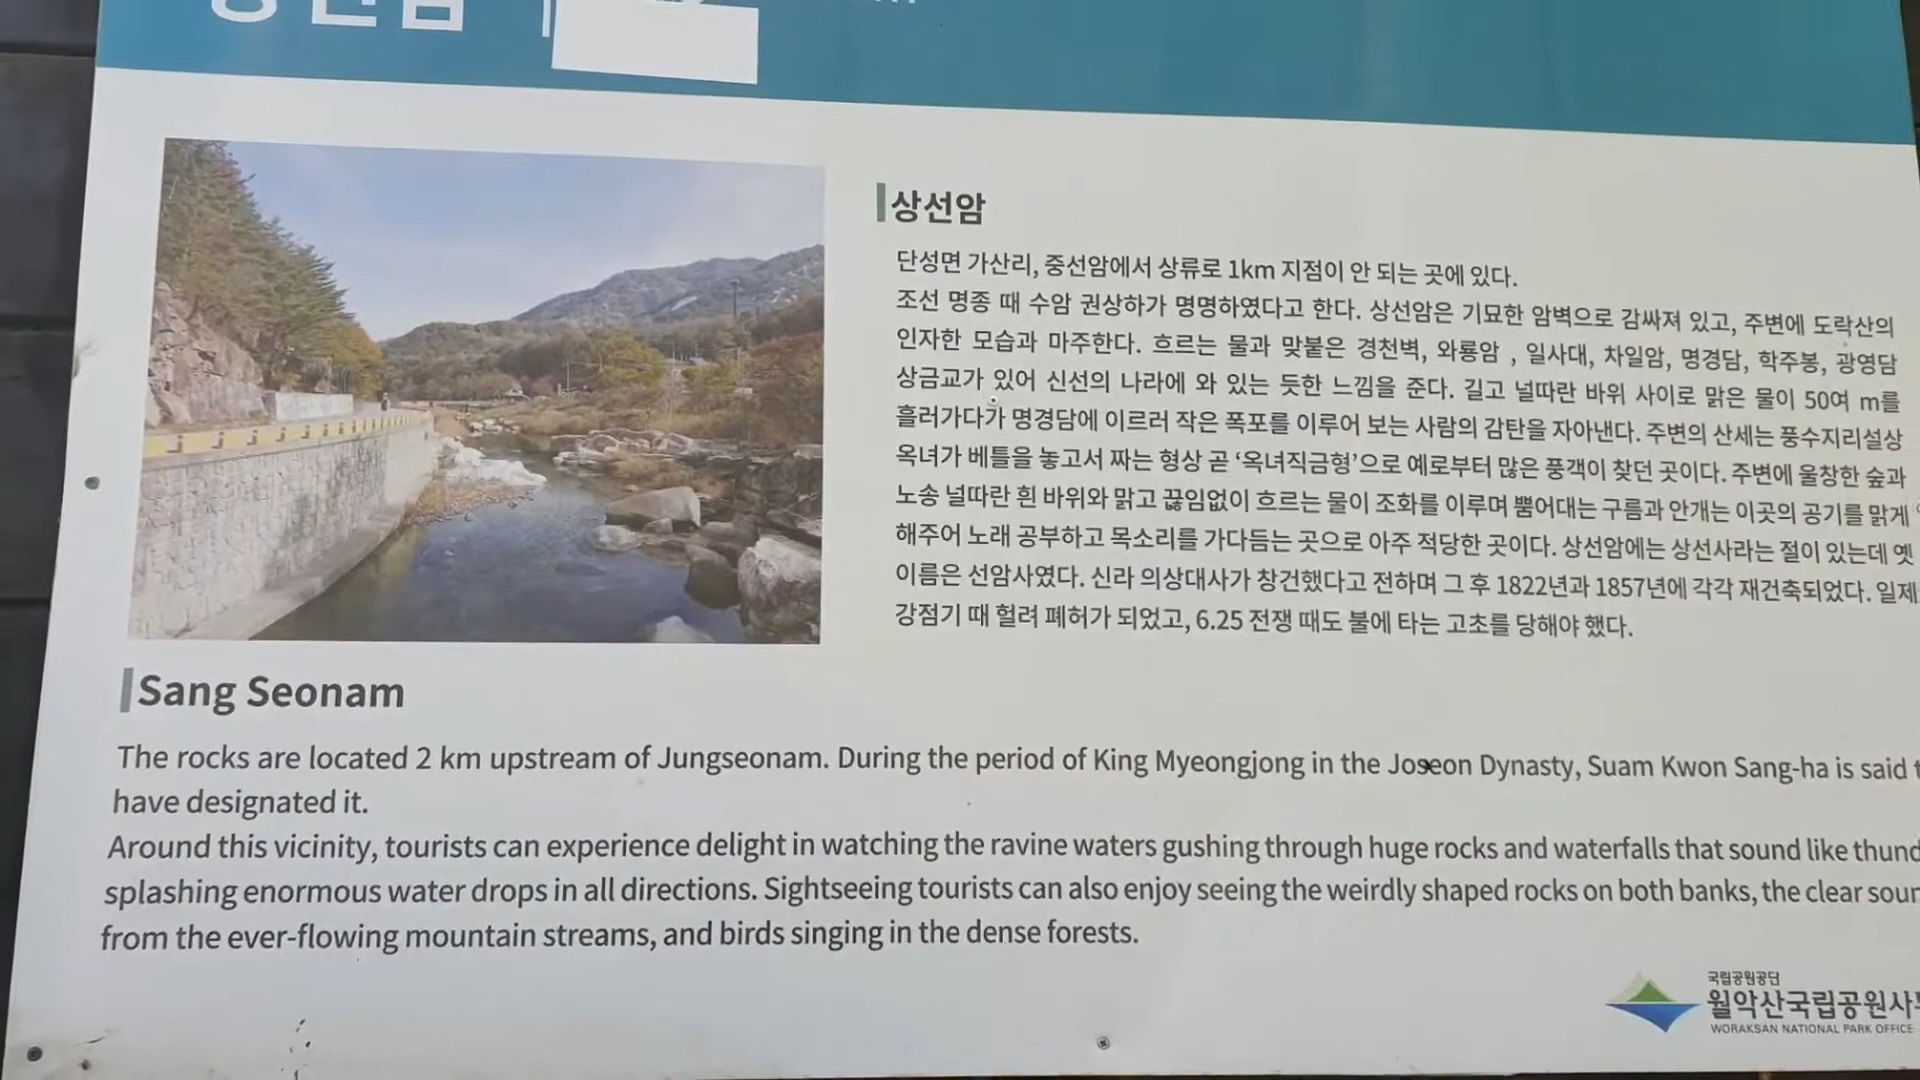 상선암
상선암
단성면 가산리, 중선암에서 상류로 1km 지점이 안 되는 곳에 있다.
조선 명종 때 수암 권상하가 명명하였다고 한다. 상선암은 기묘한 암벽으로 감싸져 있고, 주변에 도락산의
인자한 모습과 마주한다. 흐르는 물과 맞붙은 경천벽, 와룡암 , 일사대, 차일암, 명경담, 학주봉, 광영담
상금교가 있어 신선의 나라에 와 있는 듯한 느낌을 준다. 길고 널따란 바위 사이로 맑은 물이 50여 m를
흘러가다가 명경담에 이르러 작은 폭포를 이루어 보는 사람의 감탄을 자아낸다. 주변의 산세는 풍수지리설상
옥녀가 베틀을 놓고서 짜는 형상 곧 ‘옥녀직금형’으로 예로부터 많은 풍객이 찾던 곳이다. 주변에 울창한 숲과
노송 널따란 흰 바위와 맑고 끊임없이 흐르는 물이 조화를 이루며 뿜어대는 구름과 안개는 이곳의 공기를 맑게
해주어 노래 공부하고 목소리를 가다듬는 곳으로 아주 적당한 곳이다. 상선암에는 상선사라는 절이 있는데 옛
이름은 선암사였다. 신라 의상대사가 창건했다고 전하며 그 후 1822년과 1857년에 각각 재건축되었다. 일제
강점기 때 헐려 폐허가 되었고, 6.25 전쟁 때도 불에 타는 고초를 당해야 했다.
Sang Seonam
The rocks are located 2 km upstream of Jungseonam. During the period of King Myeongjong in the Joseon Dynasty, Suam Kwon Sang-ha is said
have designated it.
Around this vicinity, tourists can experience delight in watching the ravine waters gushing through huge rocks and waterfalls that sound like thund
splashing enormous water drops in all directions. Sightseeing tourists can also enjoy seeing the weirdly shaped rocks on both banks, the clear soun
from the ever-flowing mountain streams, and birds singing in the dense forests.
국립공원공단
월악산국립공원사무
WORAKSAN NATIONAL PARK OFFICE